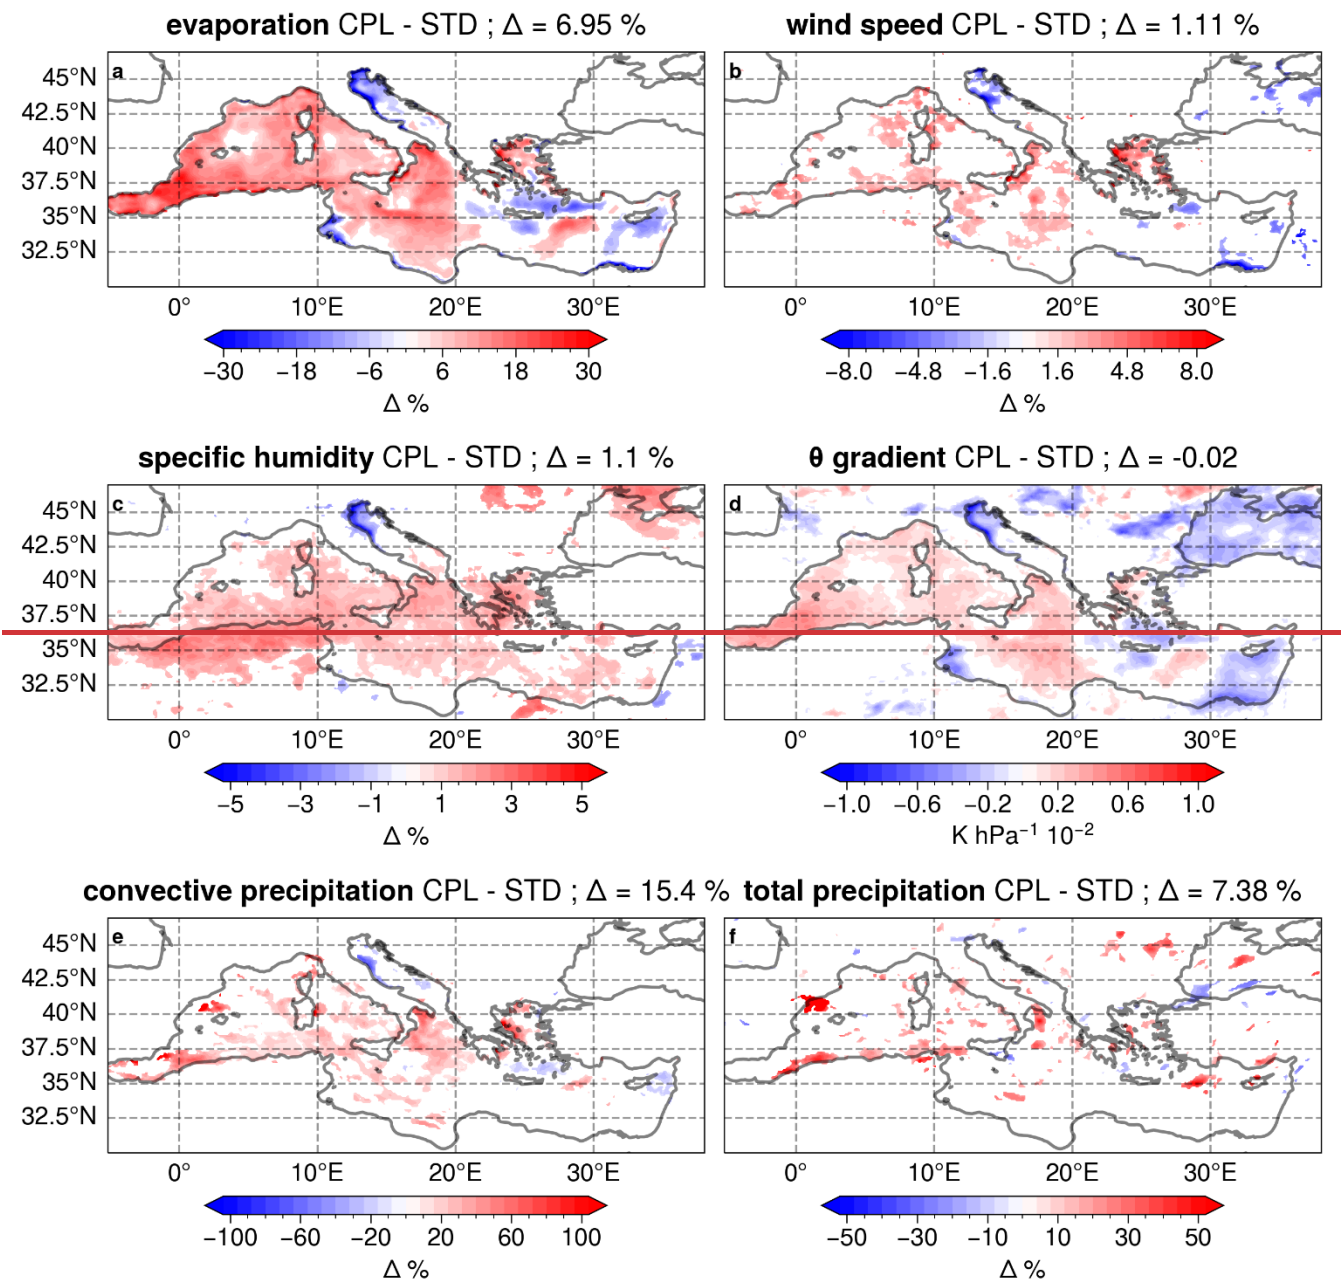 evaporation CPL - STD ; Δ = 6.95 %
wind speed CPL - STD ; Δ = 1.11 %
a
b
45°N
42.5°N
40°N
37.5°N
35°N
32.5°N
0° 10°E 20°E 30°E
0° 10°E 20°E 30°E
−30 −18 −6 6 18 30
−8.0 −4.8 −1.6 1.6 4.8 8.0
Δ %
Δ %
specific humidity CPL - STD ; Δ = 1.1 %
θ gradient CPL - STD ; Δ = -0.02
c
d
45°N
42.5°N
40°N
37.5°N
35°N
32.5°N
0° 10°E 20°E 30°E
0° 10°E 20°E 30°E
−5 −3 −1 1 3 5
−1.0 −0.6 −0.2 0.2 0.6 1.0
Δ %
K hPa⁻¹ 10⁻²
convective precipitation CPL - STD ; Δ = 15.4 %
total precipitation CPL - STD ; Δ = 7.38 %
e
f
45°N
42.5°N
40°N
37.5°N
35°N
32.5°N
0° 10°E 20°E 30°E
0° 10°E 20°E 30°E
−100 −60 −20 20 60 100
−50 −30 −10 10 30 50
Δ %
Δ %